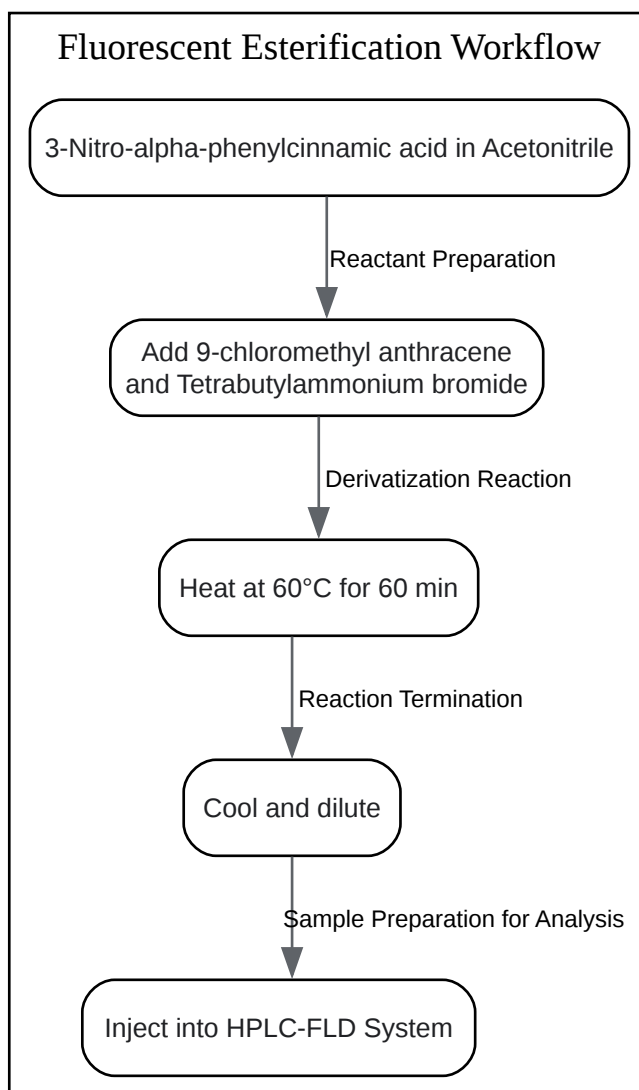 Fluorescent Esterification Workflow
3-Nitro-alpha-phenylcinnamic acid in Acetonitrile
Reactant Preparation
Add 9-chloromethyl anthracene
and Tetrabutylammonium bromide
Derivatization Reaction
Heat at 60°C for 60 min
Reaction Termination
Cool and dilute
Sample Preparation for Analysis
Inject into HPLC-FLD System